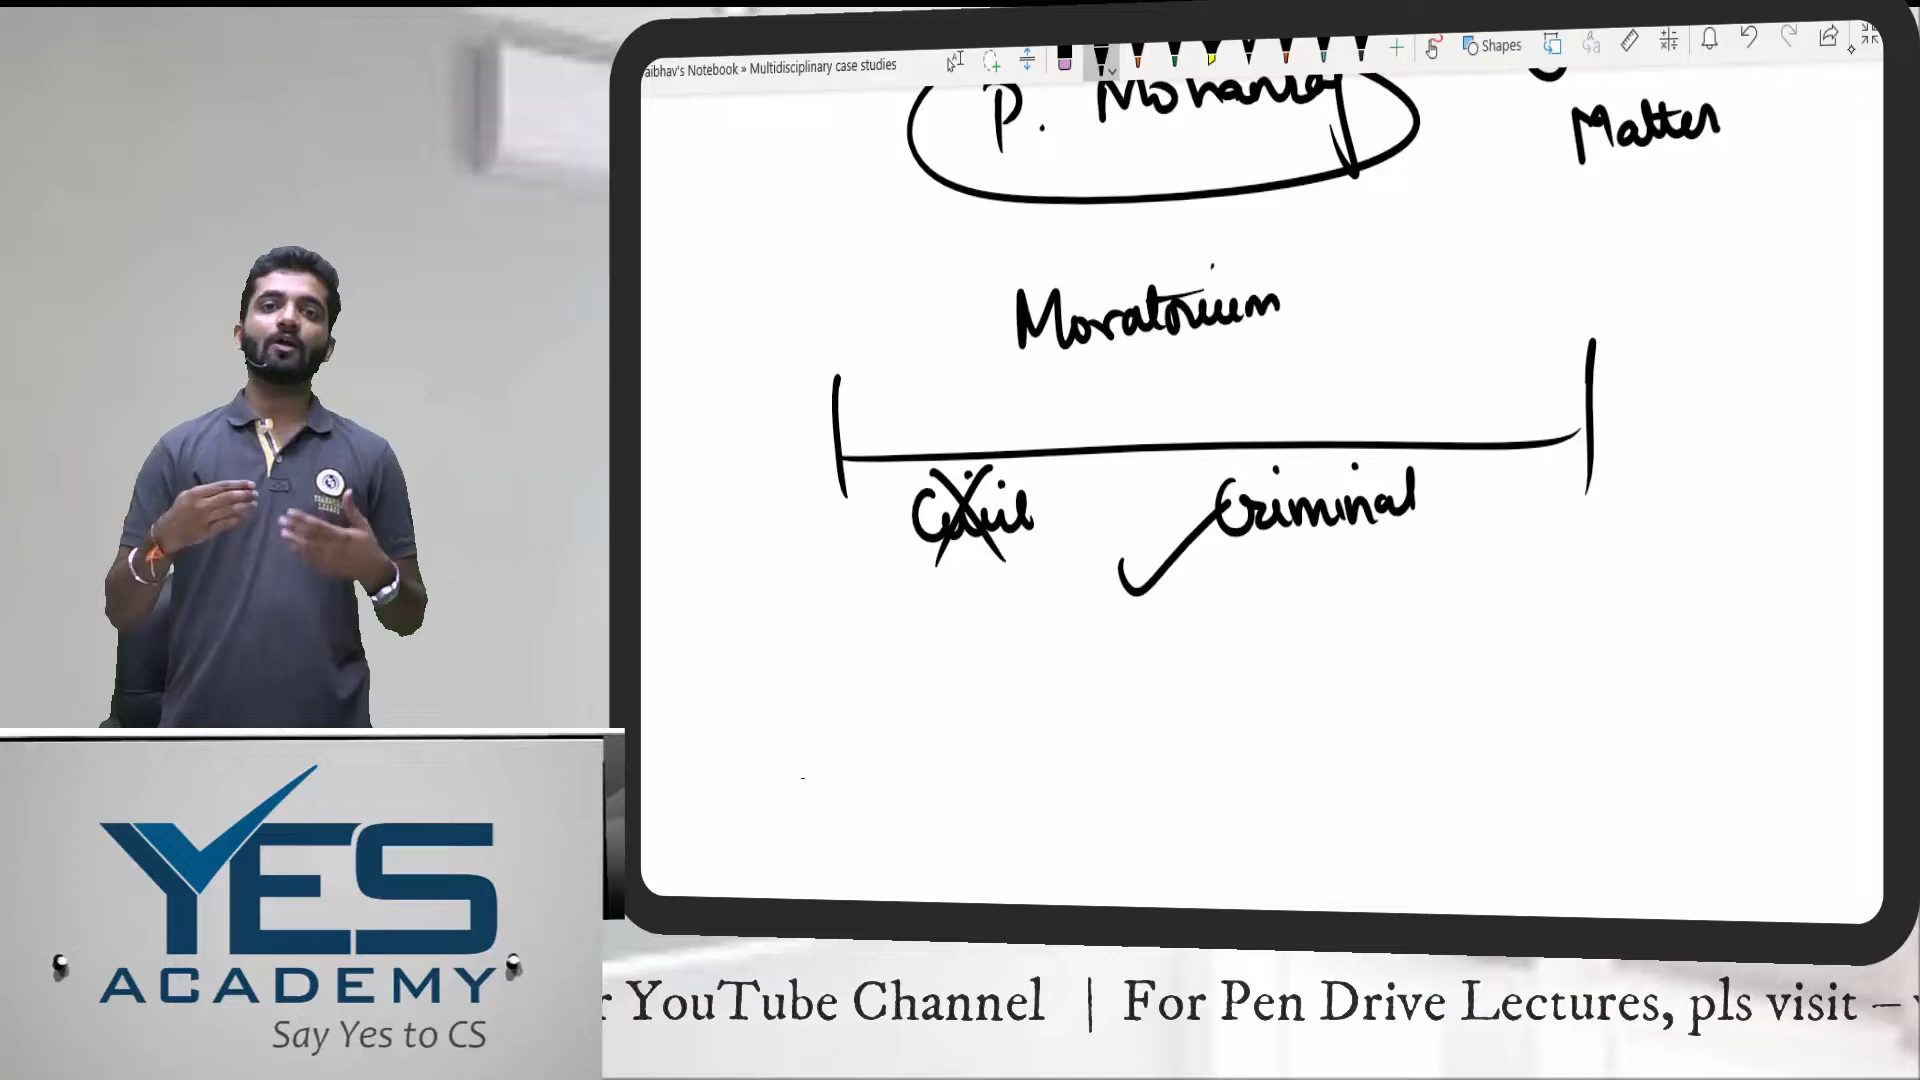 aibhav's Notebook » Multidisciplinary case studies
Shapes
P. Mohanraj
Matter
Moratorium
Civil
Criminal
YES
ACADEMY
Say Yes to CS
r YouTube Channel | For Pen Drive Lectures, pls visit –